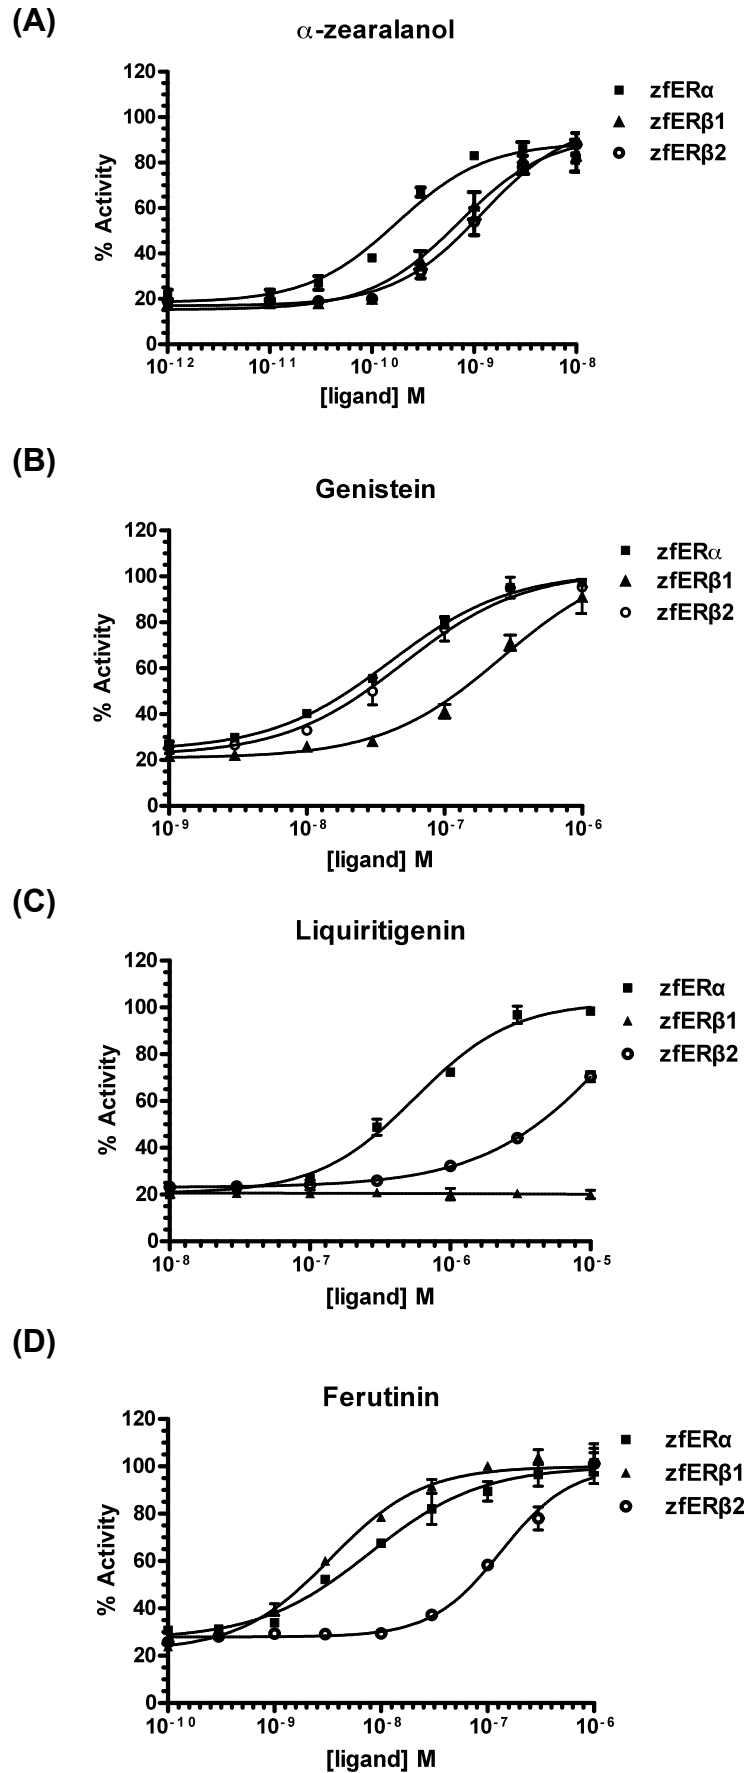 (A)
α-zearalanol
120
100
80
60
40
20
0
% Activity
10-12
10-11
10-10
10-9
10-8
[ligand] M
zfERα
zfERβ1
zfERβ2
(B)
Genistein
120
100
80
60
40
20
0
% Activity
10-9
10-8
10-7
10-6
[ligand] M
zfERα
zfERβ1
zfERβ2
(C)
Liquiritigenin
120
100
80
60
40
20
0
% Activity
10-8
10-7
10-6
10-5
[ligand] M
zfERα
zfERβ1
zfERβ2
(D)
Ferutinin
120
100
80
60
40
20
0
% Activity
10-10
10-9
10-8
10-7
10-6
[ligand] M
zfERα
zfERβ1
zfERβ2